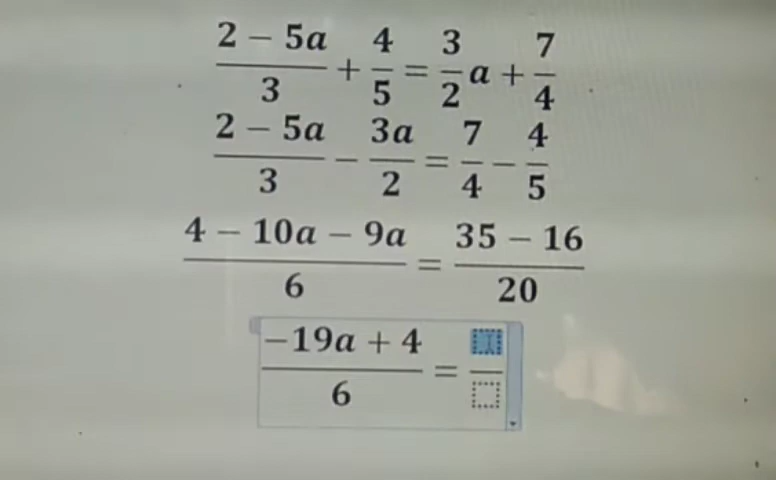 (2 − 5a)/3 + 4/5 = 3/2 a + 7/4
(2 − 5a)/3 − 3a/2 = 7/4 − 4/5
(4 − 10a − 9a)/6 = (35 − 16)/20
(−19a + 4)/6 =